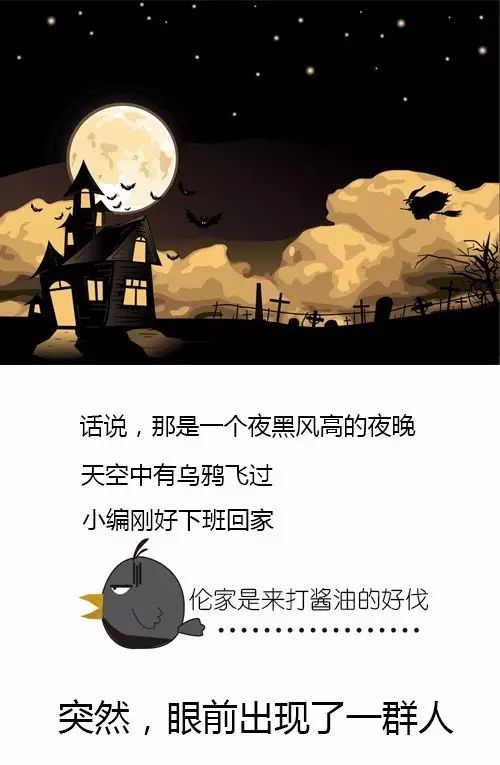 话说，那是一个夜黑风高的夜晚
天空中有乌鸦飞过
小编刚好下班回家
伦家是来打酱油的好伐
••••••••••••••••••
突然，眼前出现了一群人